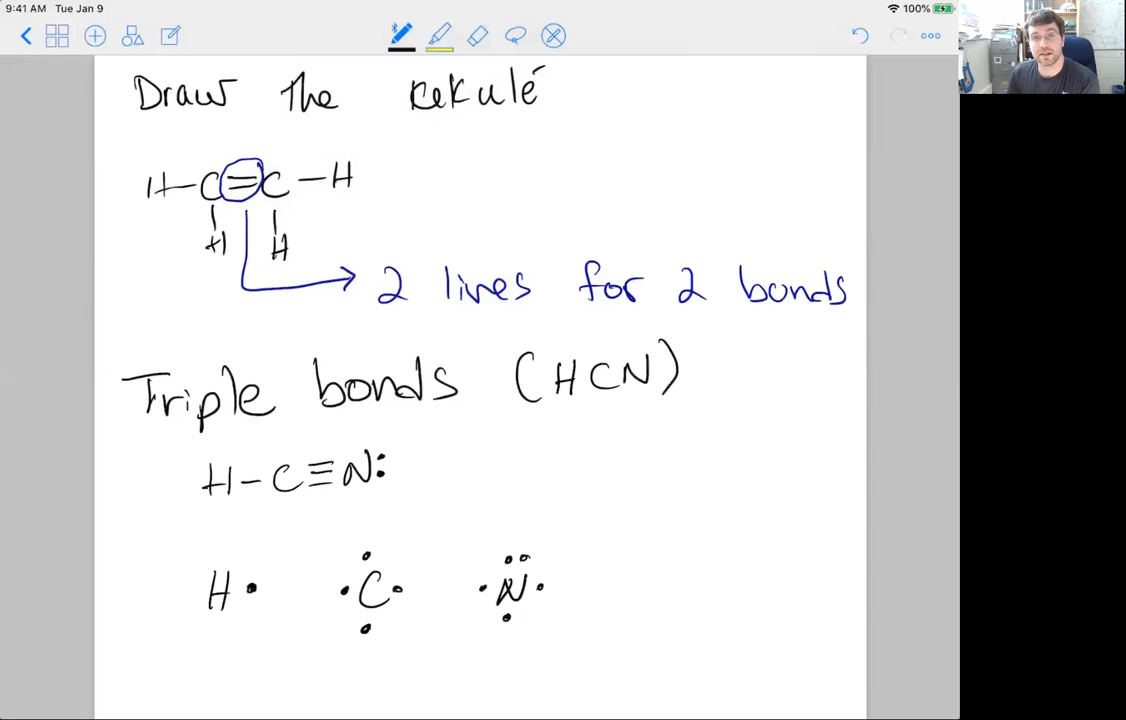 9:41 AM Tue Jan 9
100%
Draw the Kekulé
H-C=C-H
H H
2 lines for 2 bonds
Triple bonds (HCN)
H-C≡N:
H• •C• •N•